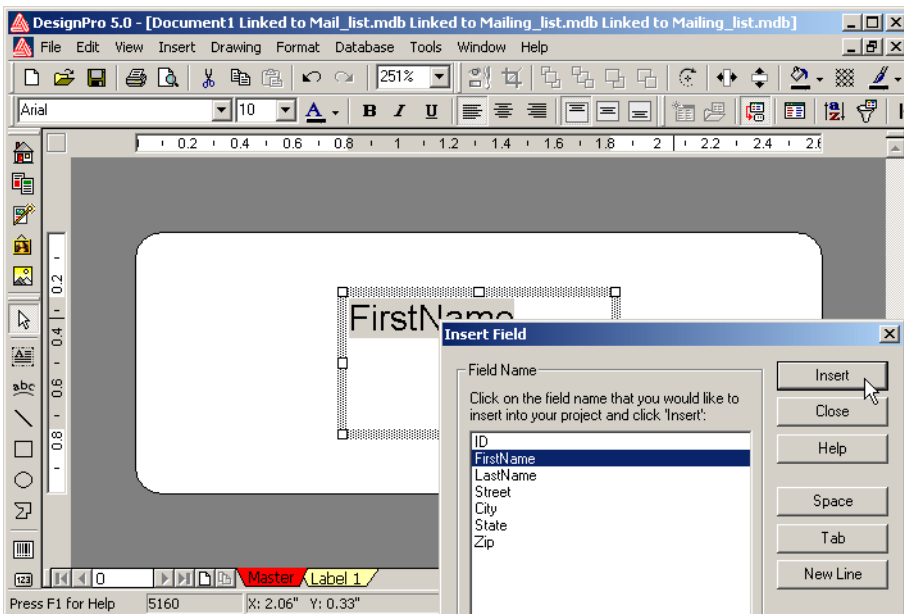 DesignPro 5.0 - [Document1 Linked to Mail_list.mdb Linked to Mailing_list.mdb Linked to Mailing_list.mdb]
File Edit View Insert Drawing Format Database Tools Window Help
251%
Arial 10 A B I U
0.2 0.4 0.6 0.8 1 1.2 1.4 1.6 1.8 2 2.2 2.4
0.2 0.4 0.6 0.8
abc
123
FirstName
Insert Field
Field Name
Click on the field name that you would like to
insert into your project and click 'Insert':
ID
FirstName
LastName
Street
City
State
Zip
Insert
Close
Help
Space
Tab
New Line
0 Master Label 1
Press F1 for Help 5160 X: 2.06" Y: 0.33"